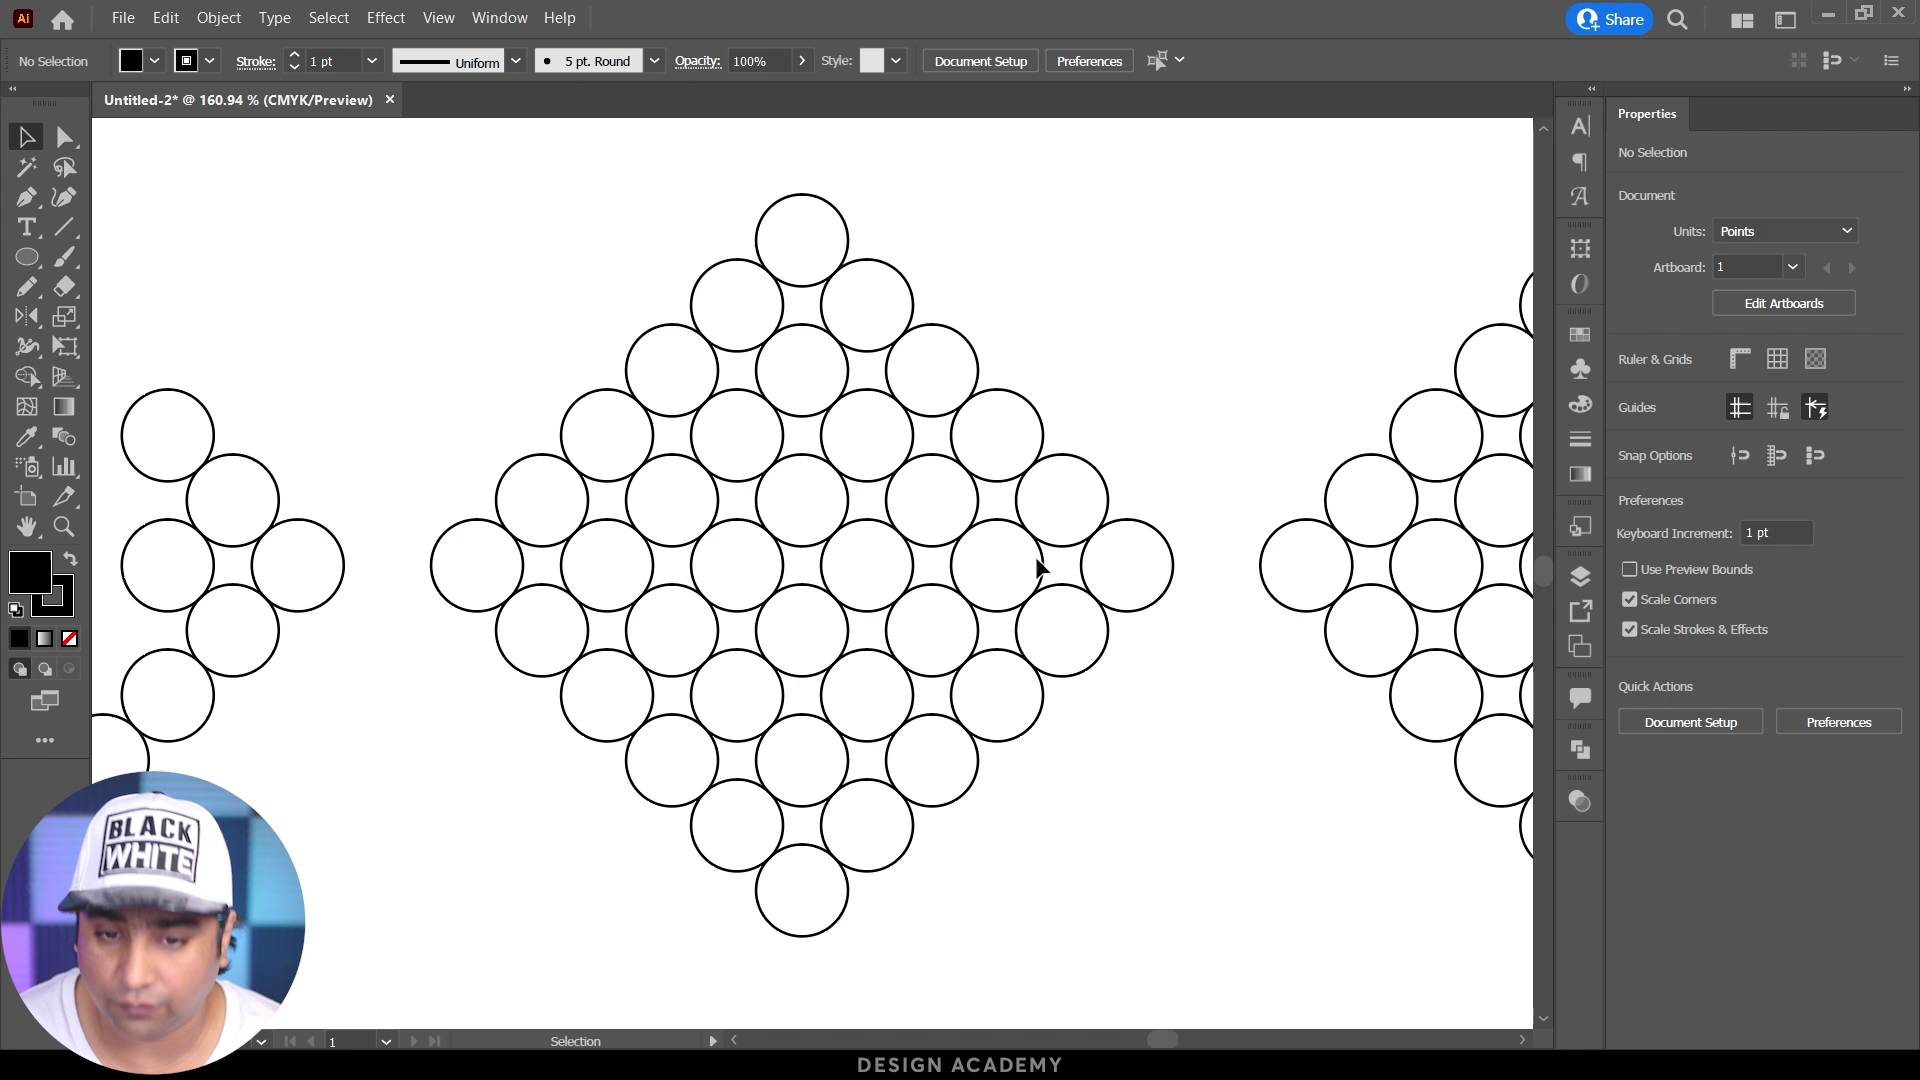 Ai File Edit Object Type Select Effect View Window Help Share
No Selection Stroke: 1 pt Uniform 5 pt. Round Opacity: 100% Style: Document Setup Preferences
Untitled-2* @ 160.94 % (CMYK/Preview)
Properties
No Selection
Document
Units: Points
Artboard: 1
Edit Artboards
Ruler & Grids
Guides
Snap Options
Preferences
Keyboard Increment: 1 pt
Use Preview Bounds
Scale Corners
Scale Strokes & Effects
Quick Actions
Document Setup Preferences
BLACK
WHITE
1 Selection
DESIGN ACADEMY